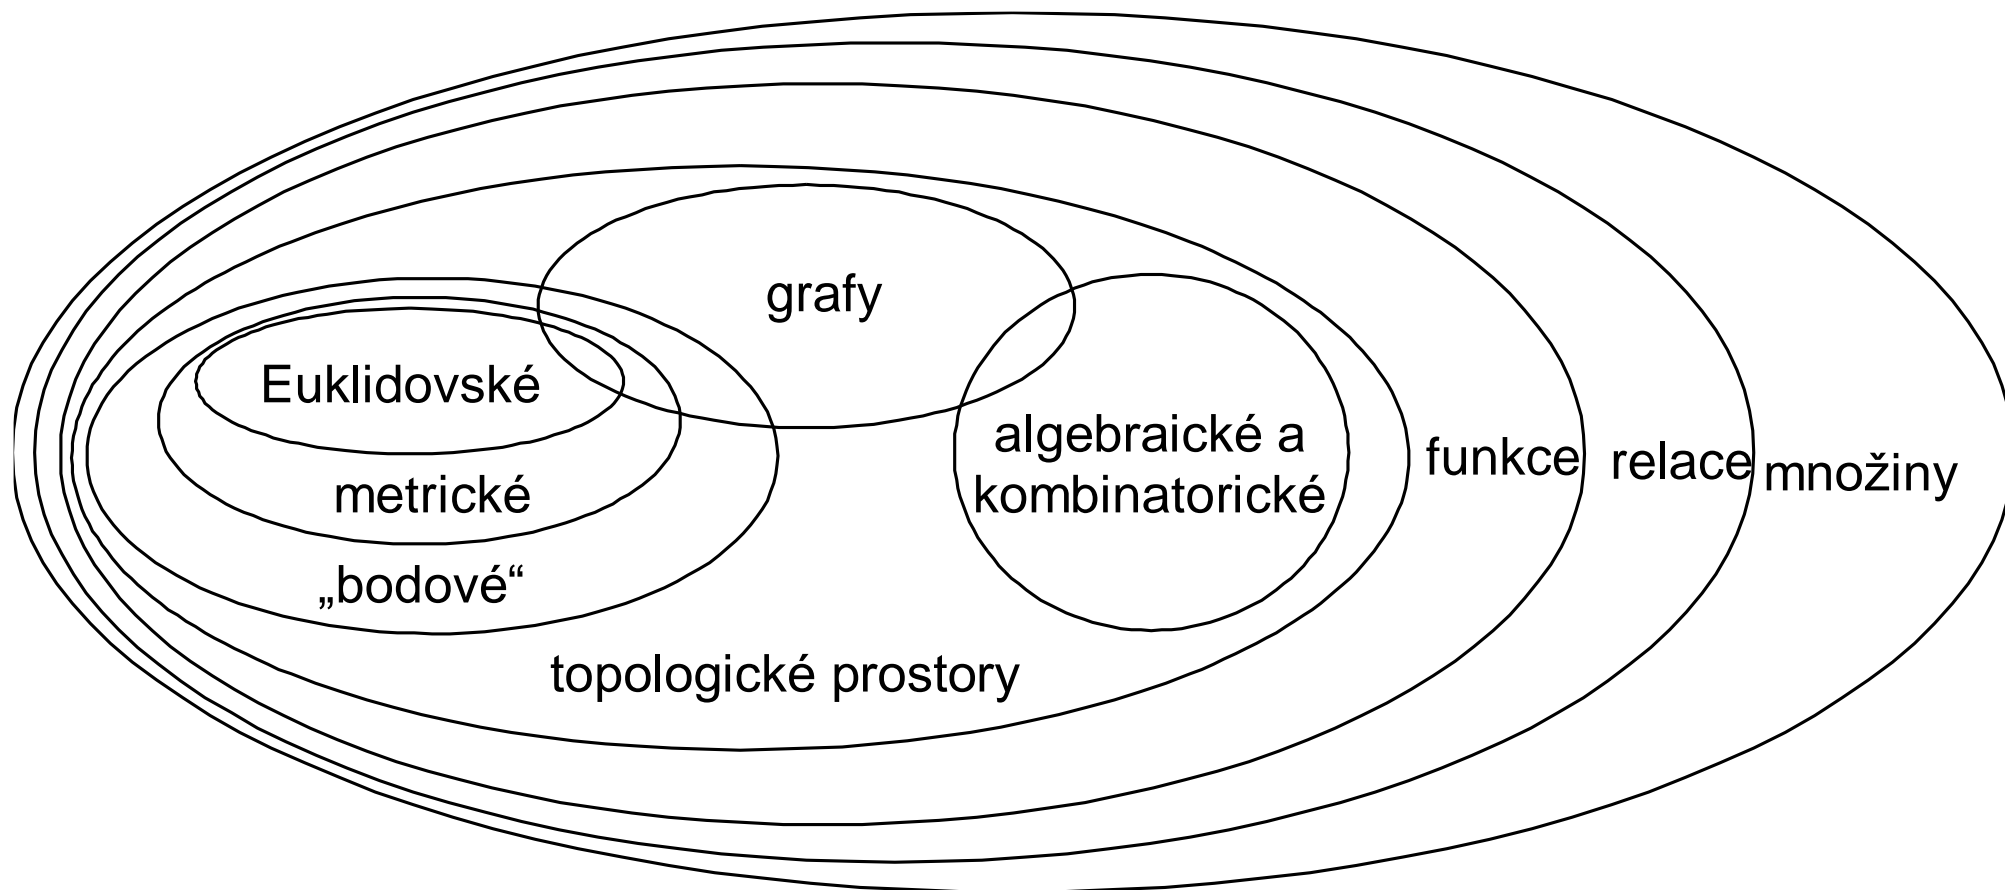 grafy
Euklidovské
metrické
„bodové“
algebraické a
kombinatorické
topologické prostory
funkce
relace
množiny